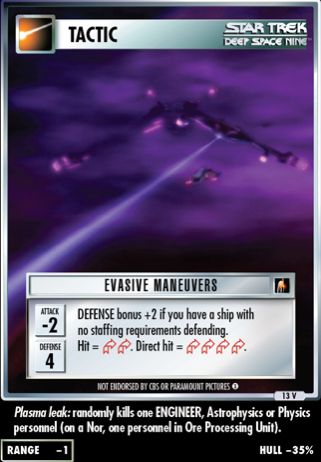 TACTIC
STAR TREK
DEEP SPACE NINE
EVASIVE MANEUVERS
ATTACK
-2
DEFENSE
4
DEFENSE bonus +2 if you have a ship with
no staffing requirements defending.
Hit = . Direct hit = .
NOT ENDORSED BY CBS OR PARAMOUNT PICTURES
13 V
Plasma leak: randomly kills one ENGINEER, Astrophysics or Physics
personnel (on a Nor, one personnel in Ore Processing Unit).
RANGE -1
HULL -35%